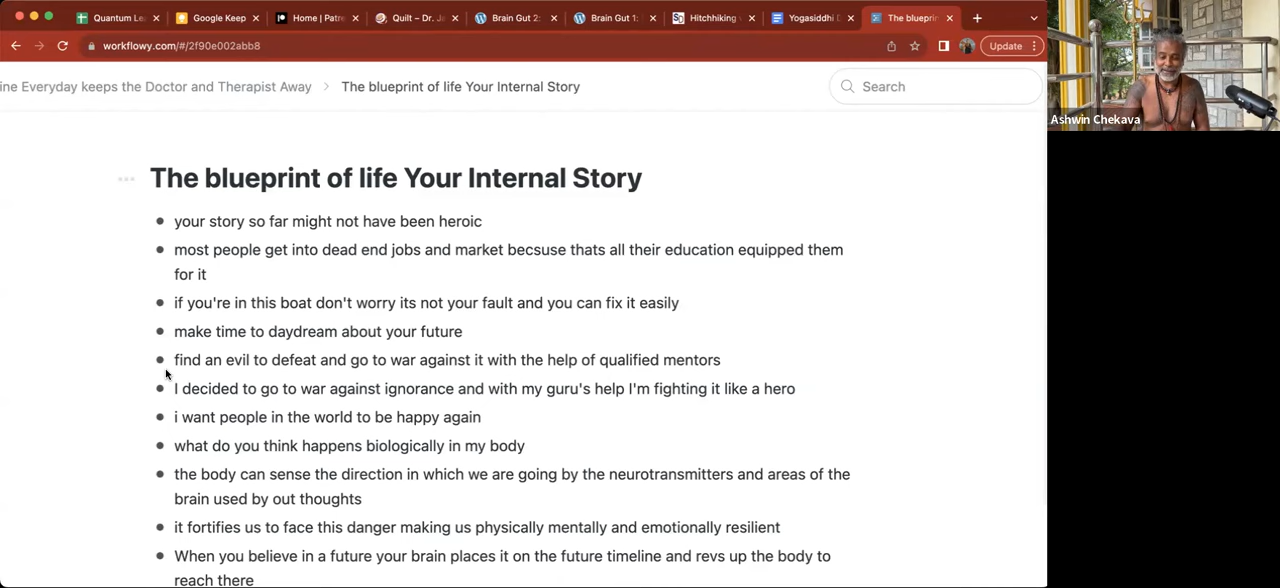 Quantum Le
Google Keep
Home | Patre
Quilt – Dr. Ja
Brain Gut 2:
Brain Gut 1:
Hitchhiking
Yogasiddhi D
The blueprin
workflowy.com/#/2f90e002abb8
Update
ine Everyday keeps the Doctor and Therapist Away > The blueprint of life Your Internal Story
Search
Ashwin Chekava
The blueprint of life Your Internal Story
your story so far might not have been heroic
most people get into dead end jobs and market becsuse thats all their education equipped them
for it
if you're in this boat don't worry its not your fault and you can fix it easily
make time to daydream about your future
find an evil to defeat and go to war against it with the help of qualified mentors
I decided to go to war against ignorance and with my guru's help I'm fighting it like a hero
i want people in the world to be happy again
what do you think happens biologically in my body
the body can sense the direction in which we are going by the neurotransmitters and areas of the
brain used by out thoughts
it fortifies us to face this danger making us physically mentally and emotionally resilient
When you believe in a future your brain places it on the future timeline and revs up the body to
reach there